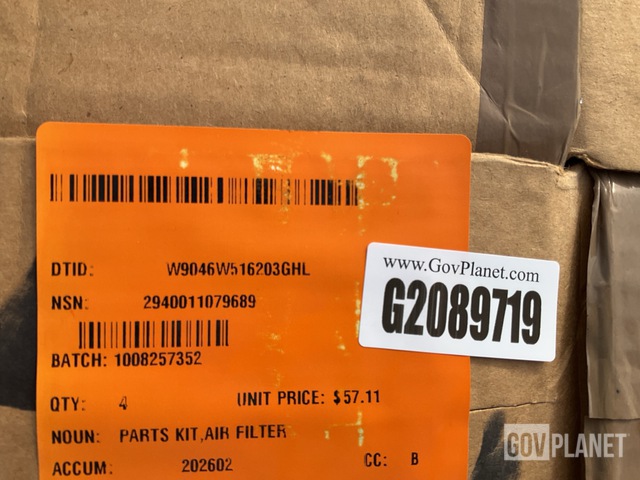 DTID: W9046W516203GHL
NSN: 2940011079689
BATCH: 1008257352
QTY: 4 UNIT PRICE: $57.11
NOUN: PARTS KIT,AIR FILTER
ACCUM: 202602 CC: B
www.GovPlanet.com
G2089719
GOVPLANET